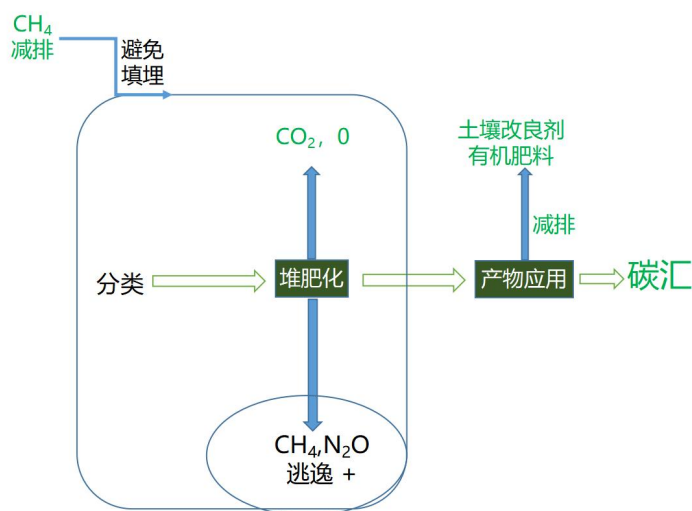 CH₄
减排
避免
填埋
CO₂，0
土壤改良剂
有机肥料
减排
分类
堆肥化
产物应用
碳汇
CH₄,N₂O
逃逸 +